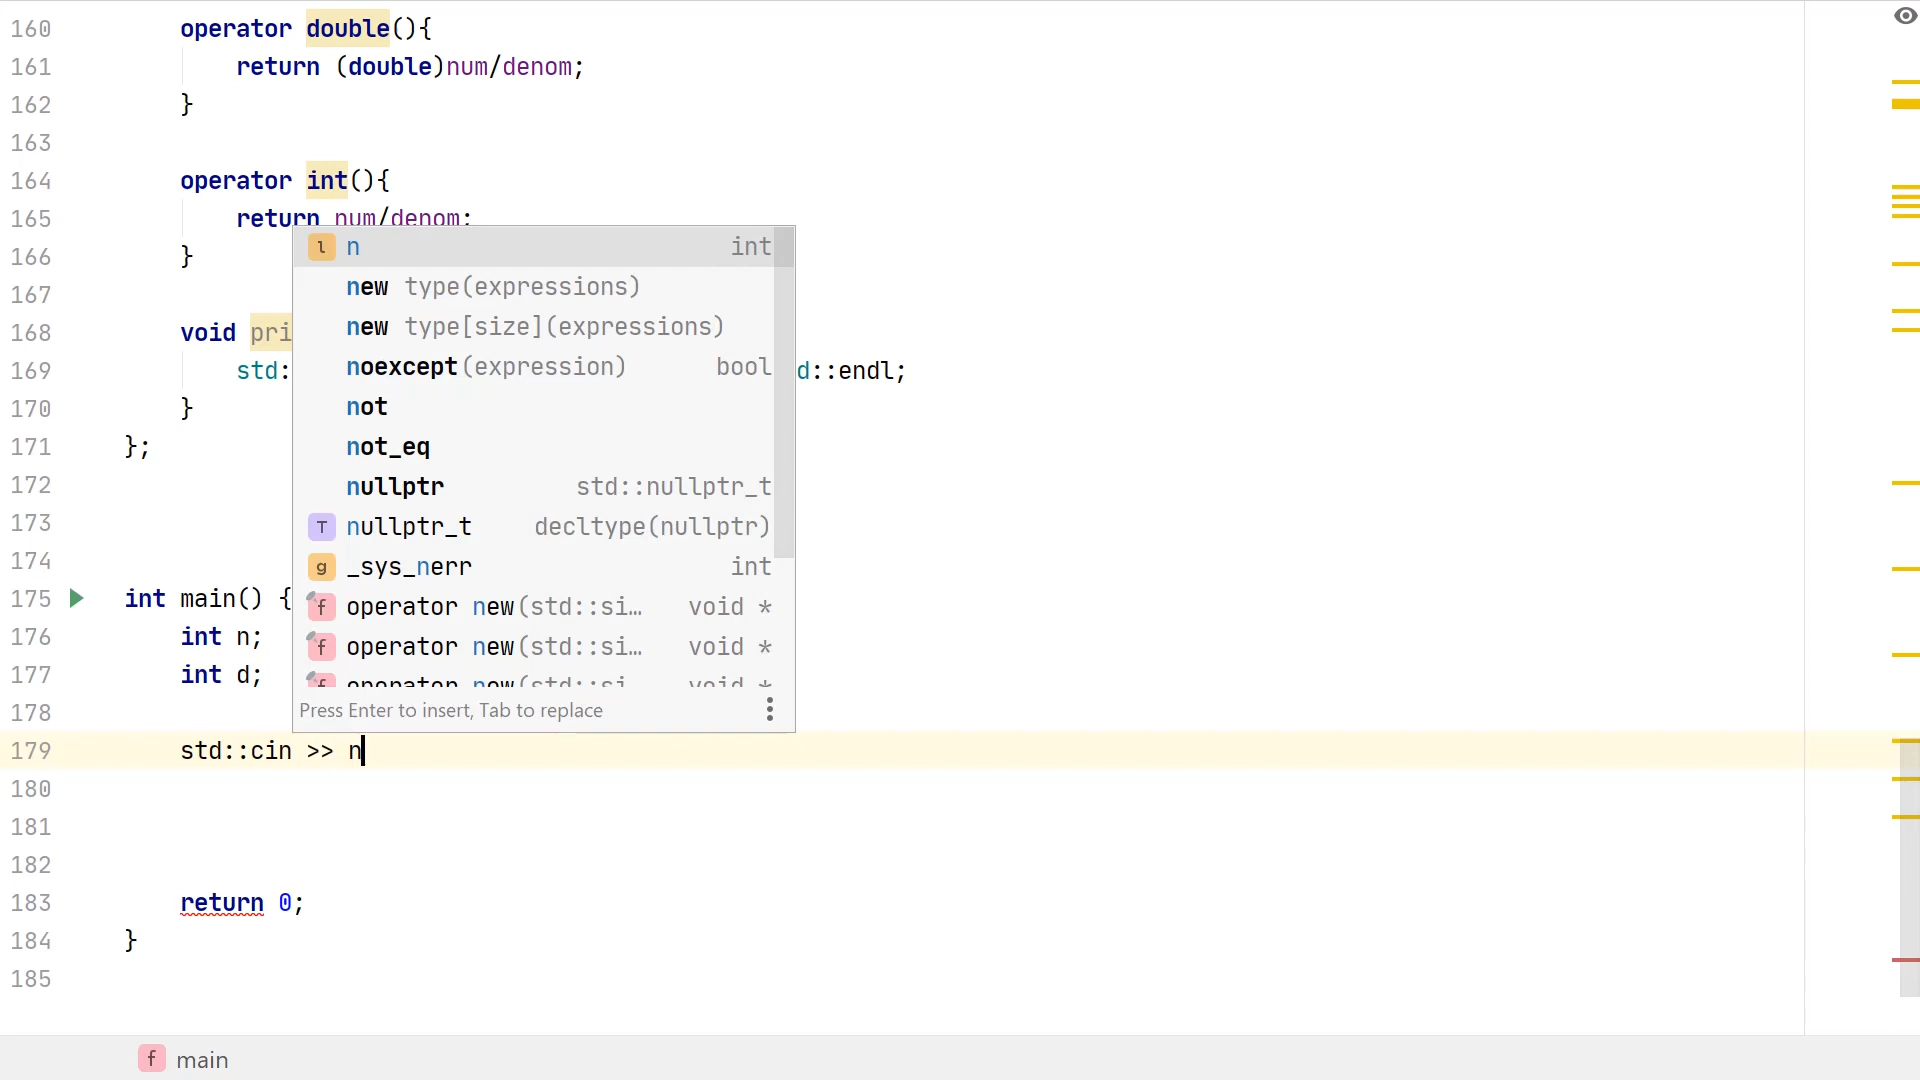 160 operator double(){
161 return (double)num/denom;
162 }
163
164 operator int(){
165 return num/denom;
166 }
167
168 void pri
169 std: d::endl;
170 }
171 };
172
173
174
175 int main() {
176 int n;
177 int d;
178
179 std::cin >> n
180
181
182
183 return 0;
184 }
185
l n int
new type(expressions)
new type[size](expressions)
noexcept(expression) bool
not
not_eq
nullptr std::nullptr_t
T nullptr_t decltype(nullptr)
g _sys_nerr int
f operator new(std::si… void *
f operator new(std::si… void *
f operator new(std::si void *
Press Enter to insert, Tab to replace
f main